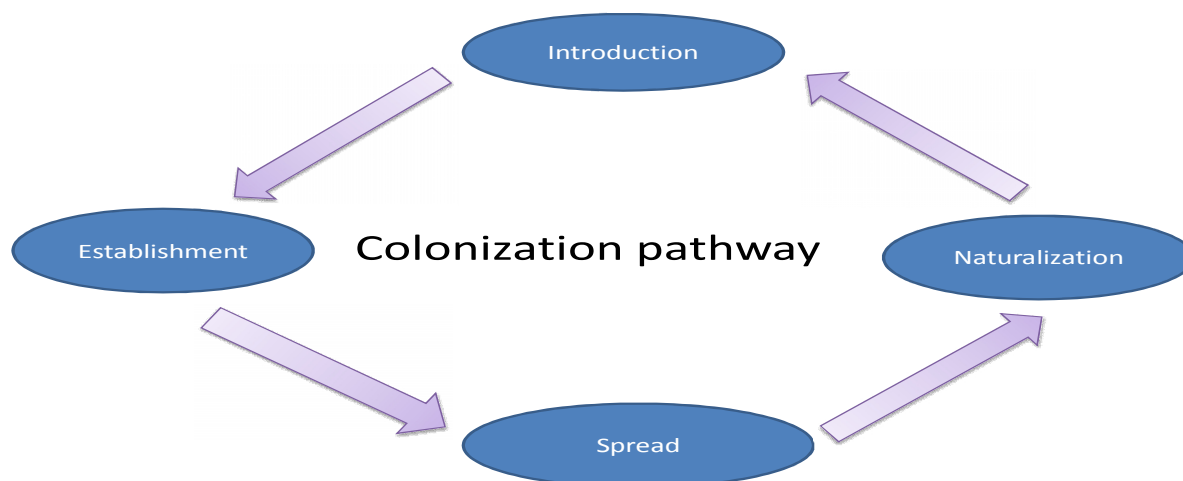 Introduction
Establishment
Colonization pathway
Naturalization
Spread